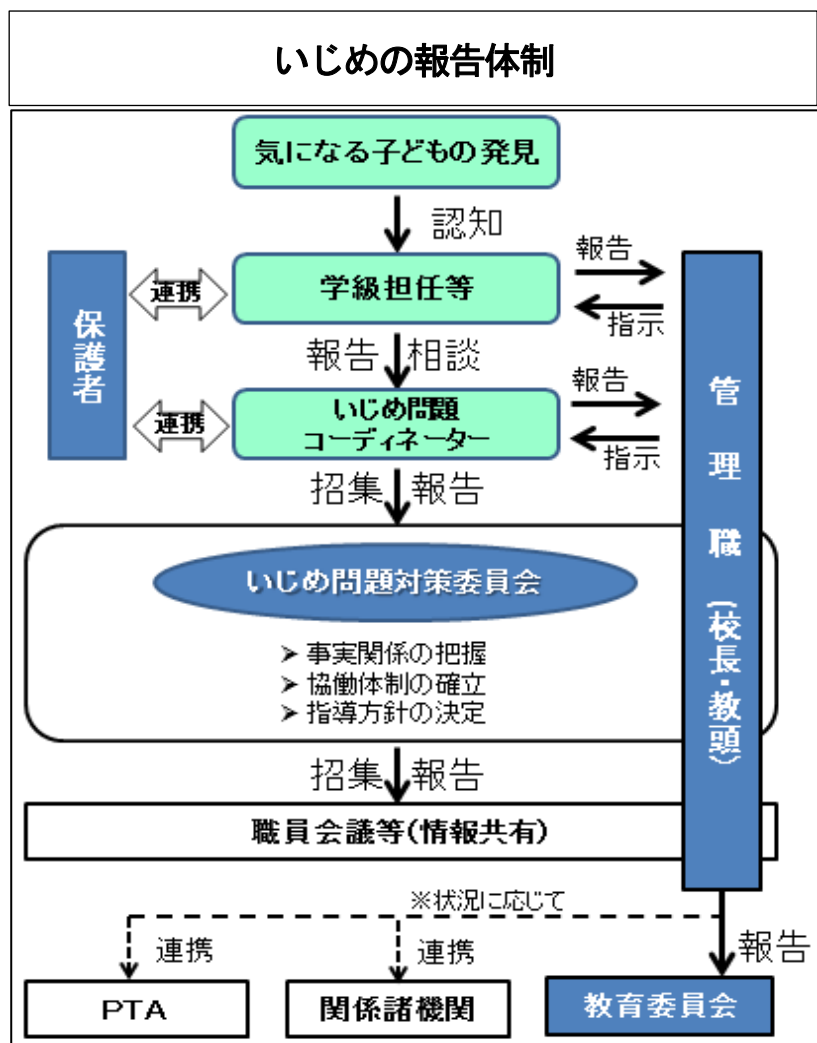 いじめの報告体制
気になる子どもの発見
認知
報告
連携
学級担任等
指示
保護者
報告 相談
報告
連携
いじめ問題
コーディネーター
指示
管理職(校長・教頭)
招集 報告
いじめ問題対策委員会
➢ 事実関係の把握
➢ 協働体制の確立
➢ 指導方針の決定
招集 報告
職員会議等(情報共有)
※状況に応じて
連携
連携
報告
PTA
関係諸機関
教育委員会